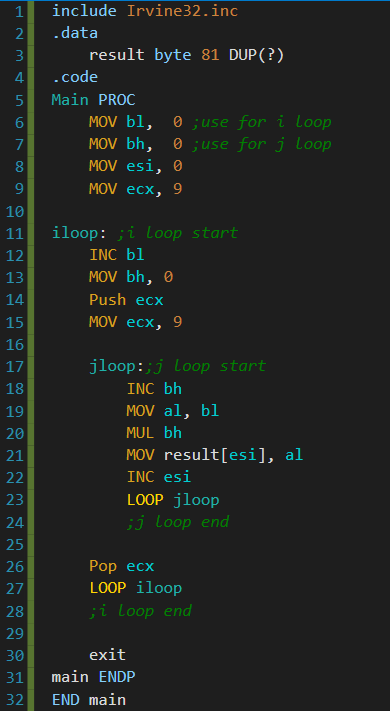 1 include Irvine32.inc
2 .data
3     result byte 81 DUP(?)
4 .code
5 Main PROC
6     MOV bl,  0 ;use for i loop
7     MOV bh,  0 ;use for j loop
8     MOV esi, 0
9     MOV ecx, 9
10
11 iloop: ;i loop start
12     INC bl
13     MOV bh, 0
14     Push ecx
15     MOV ecx, 9
16
17     jloop:;j loop start
18         INC bh
19         MOV al, bl
20         MUL bh
21         MOV result[esi], al
22         INC esi
23         LOOP jloop
24         ;j loop end
25
26     Pop ecx
27     LOOP iloop
28     ;i loop end
29
30     exit
31 main ENDP
32 END main